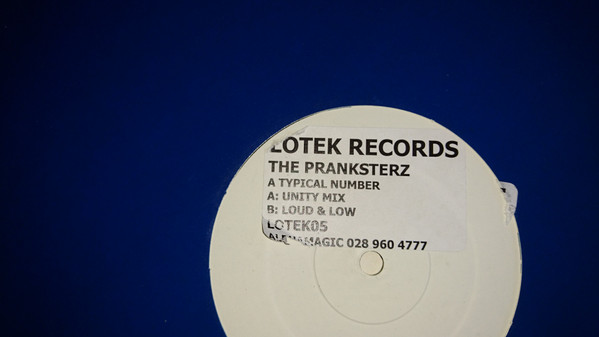 LOTEK RECORDS
THE PRANKSTERZ
A TYPICAL NUMBER
A: UNITY MIX
B: LOUD & LOW
LOTEK05
028 960 4777